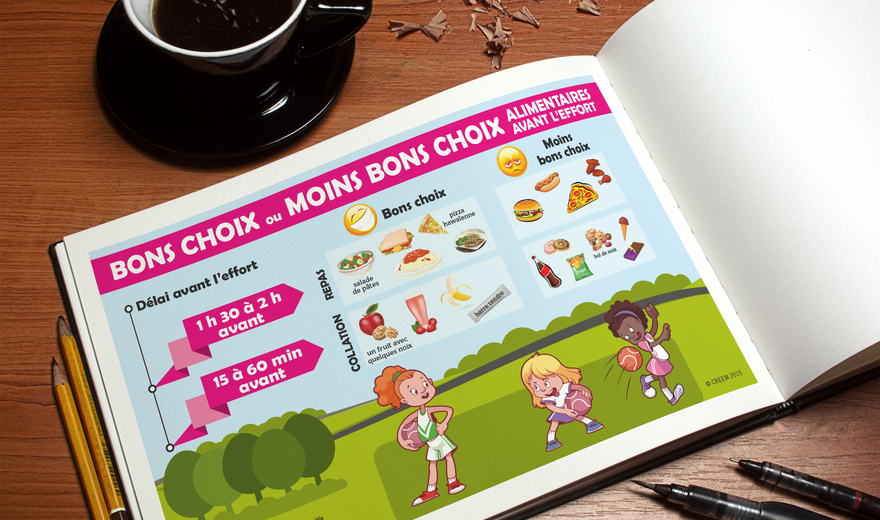 BONS CHOIX ou MOINS BONS CHOIX ALIMENTAIRES
AVANT L'EFFORT
Délai avant l'effort
1 h 30 à 2 h
avant
15 à 60 min
avant
Bons choix
Moins
bons choix
REPAS
salade
de pâtes
pizza
hawaïenne
COLLATION
un fruit avec
quelques noix
barre tendre
bol de noix
© CREEM 2015